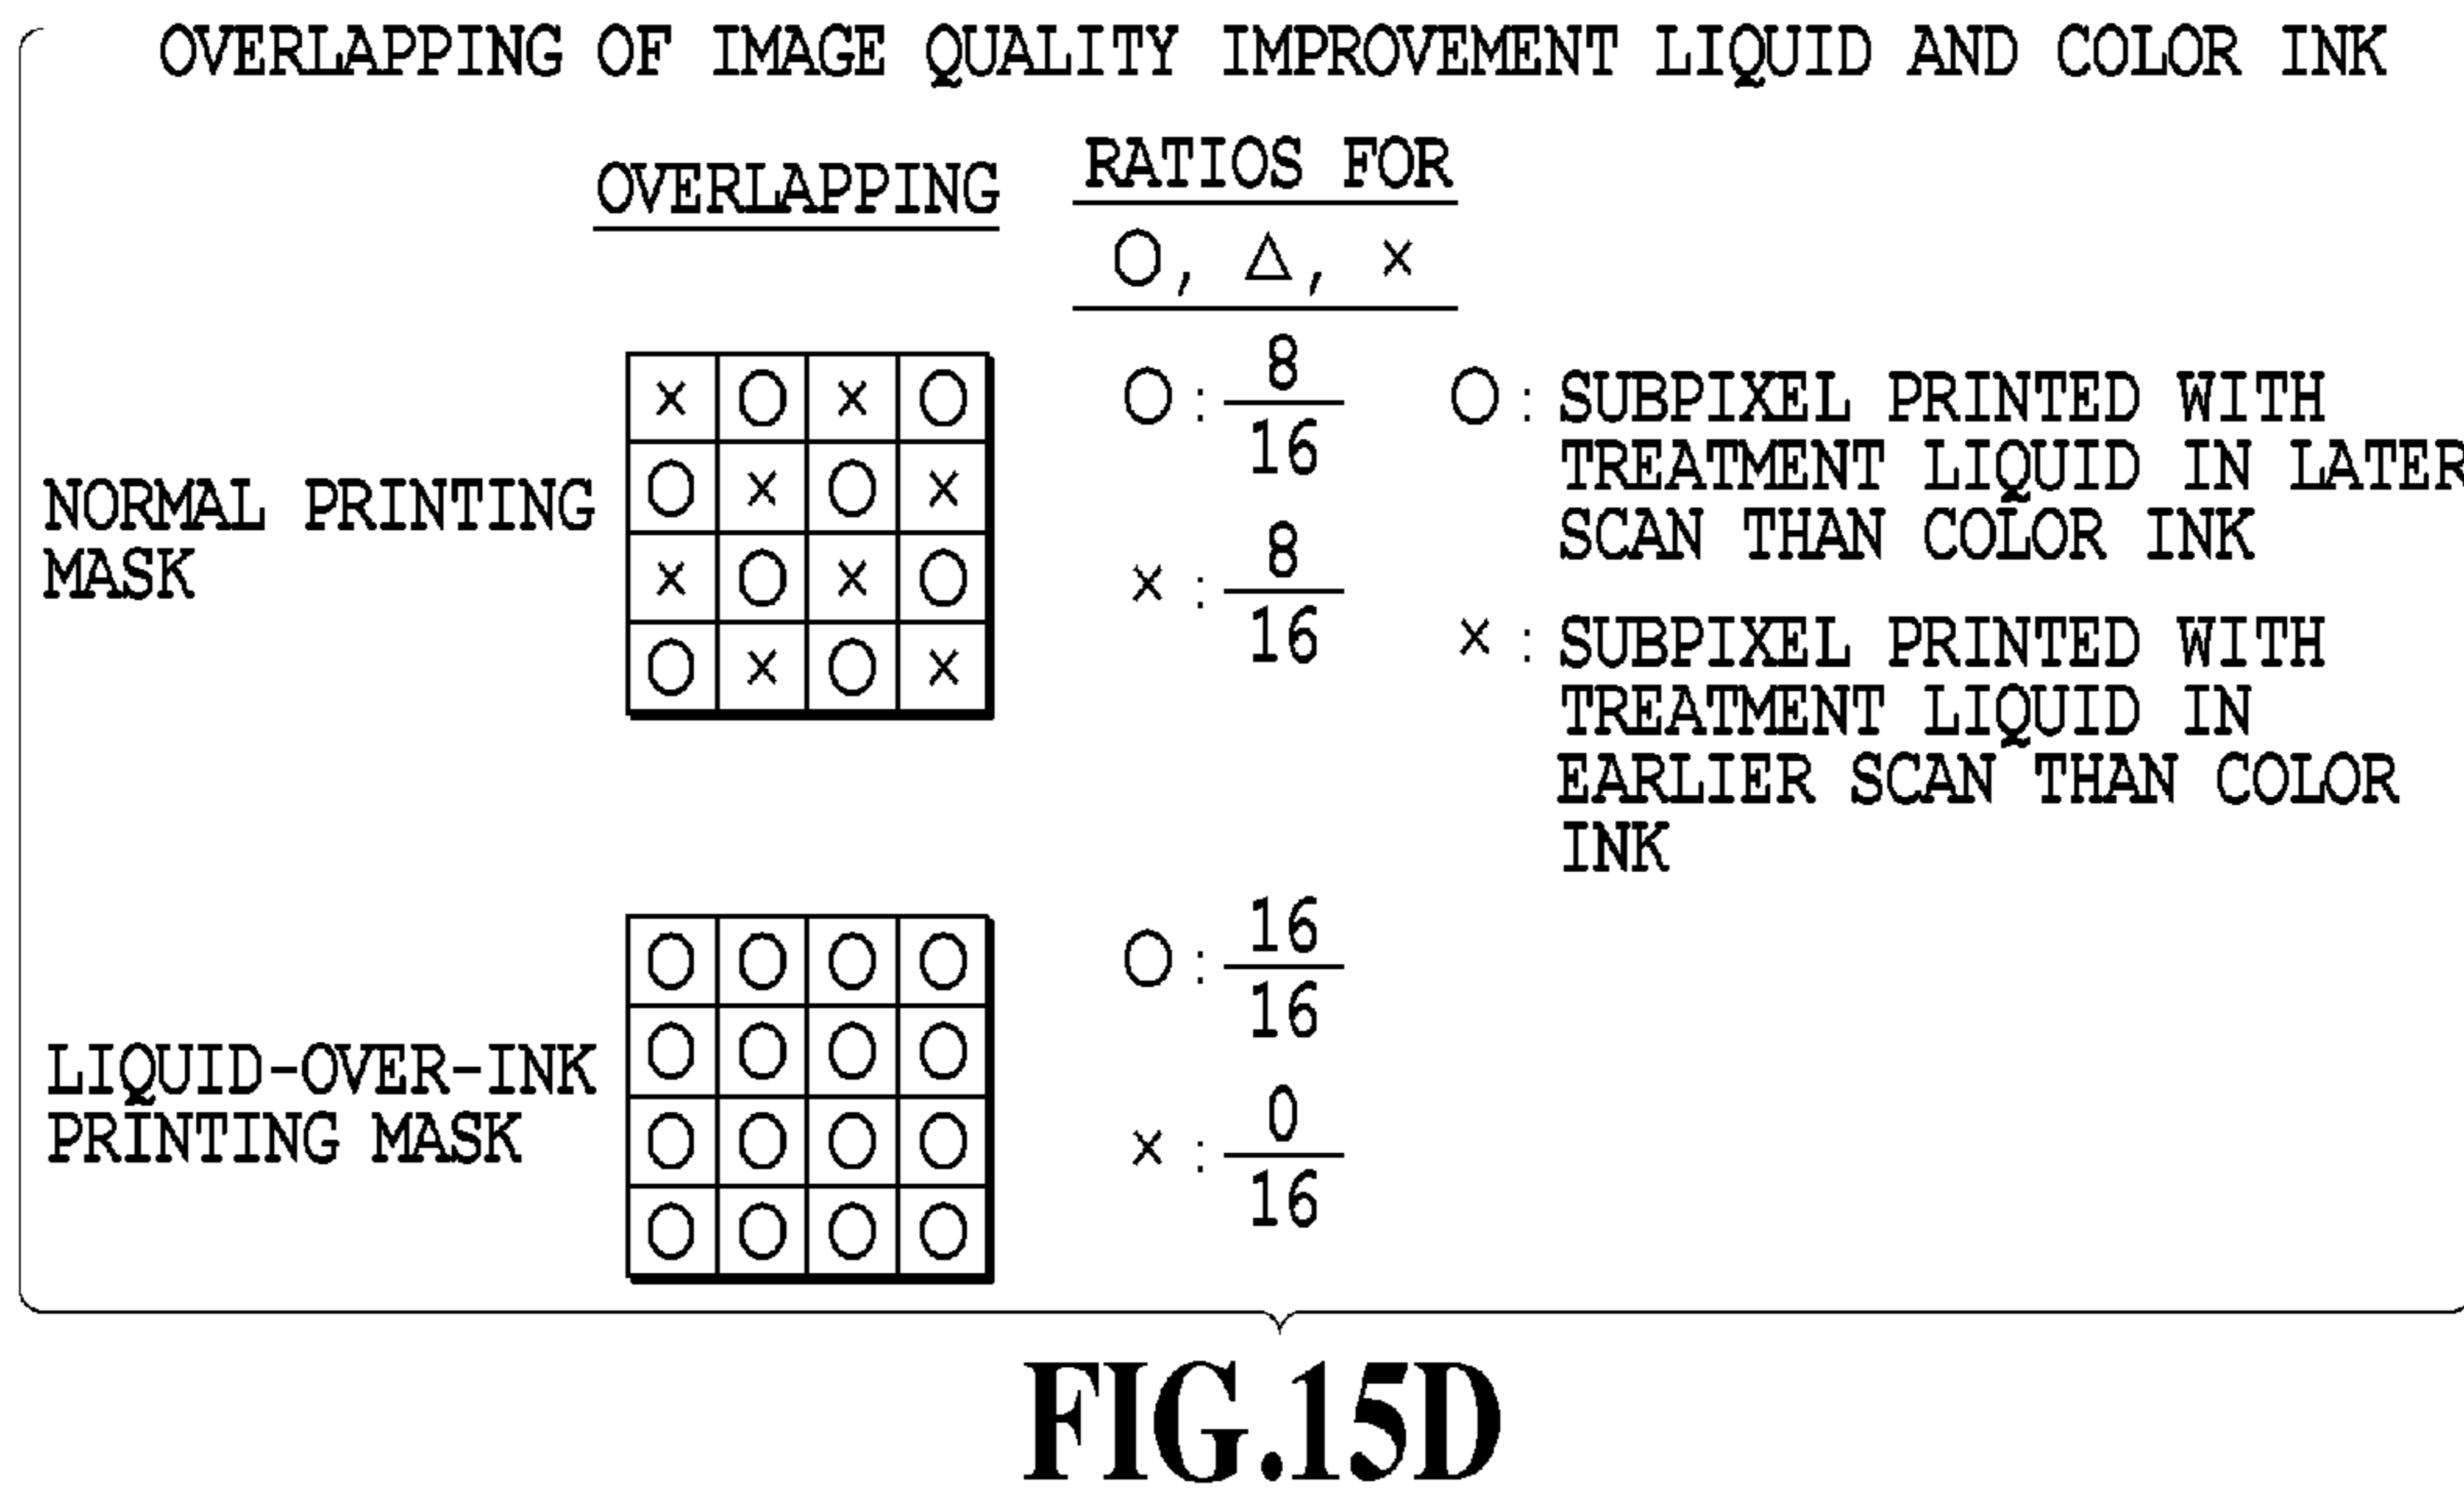 OVERLAPPING OF IMAGE QUALITY IMPROVEMENT LIQUID AND COLOR INK
OVERLAPPING
RATIOS FOR
○, △, ×
NORMAL PRINTING
MASK
× ○ × ○
○ × ○ ×
× ○ × ○
○ × ○ ×
○: 8/16
×: 8/16
○: SUBPIXEL PRINTED WITH
TREATMENT LIQUID IN LATER
SCAN THAN COLOR INK
×: SUBPIXEL PRINTED WITH
TREATMENT LIQUID IN
EARLIER SCAN THAN COLOR
INK
LIQUID-OVER-INK
PRINTING MASK
○ ○ ○ ○
○ ○ ○ ○
○ ○ ○ ○
○ ○ ○ ○
○: 16/16
×: 0/16
FIG.15D